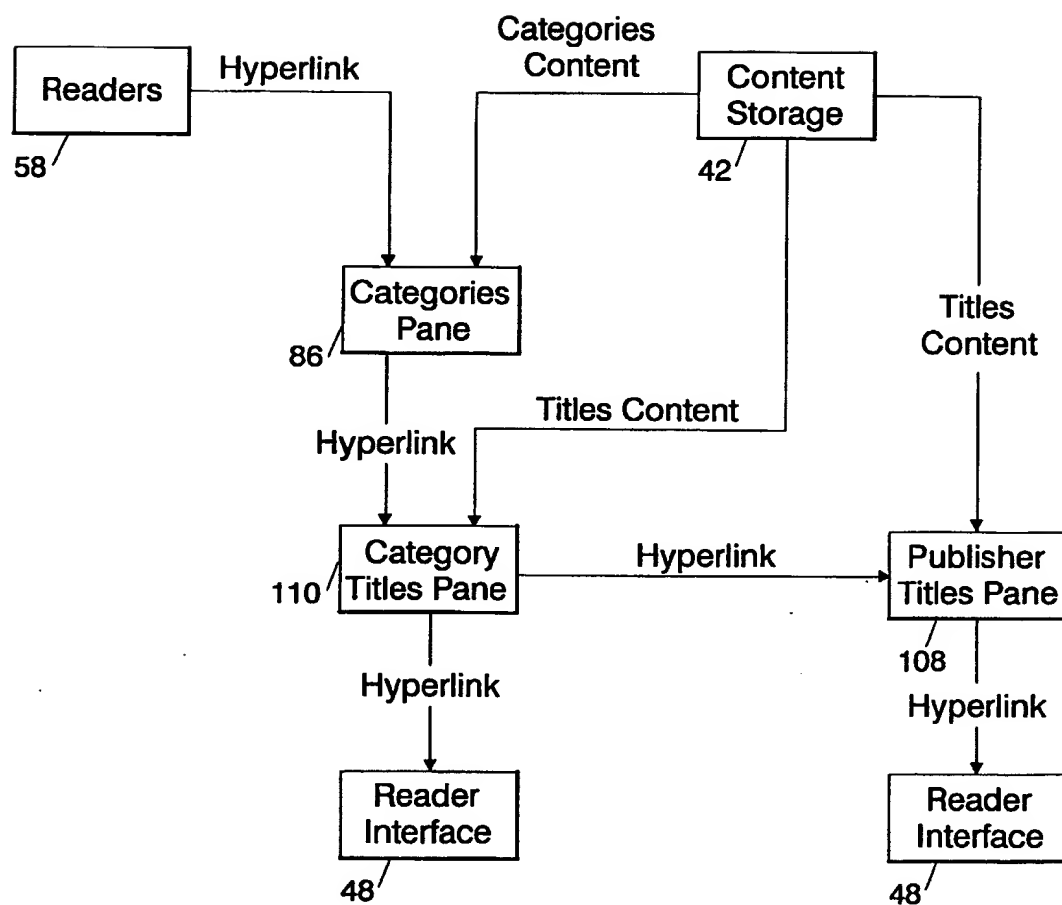 Readers
58
Hyperlink
Categories
Content
Content
Storage
42
Categories
Pane
86
Titles
Content
Titles Content
Hyperlink
Category
Titles Pane
110
Hyperlink
Publisher
Titles Pane
108
Hyperlink
Hyperlink
Reader
Interface
48
Reader
Interface
48